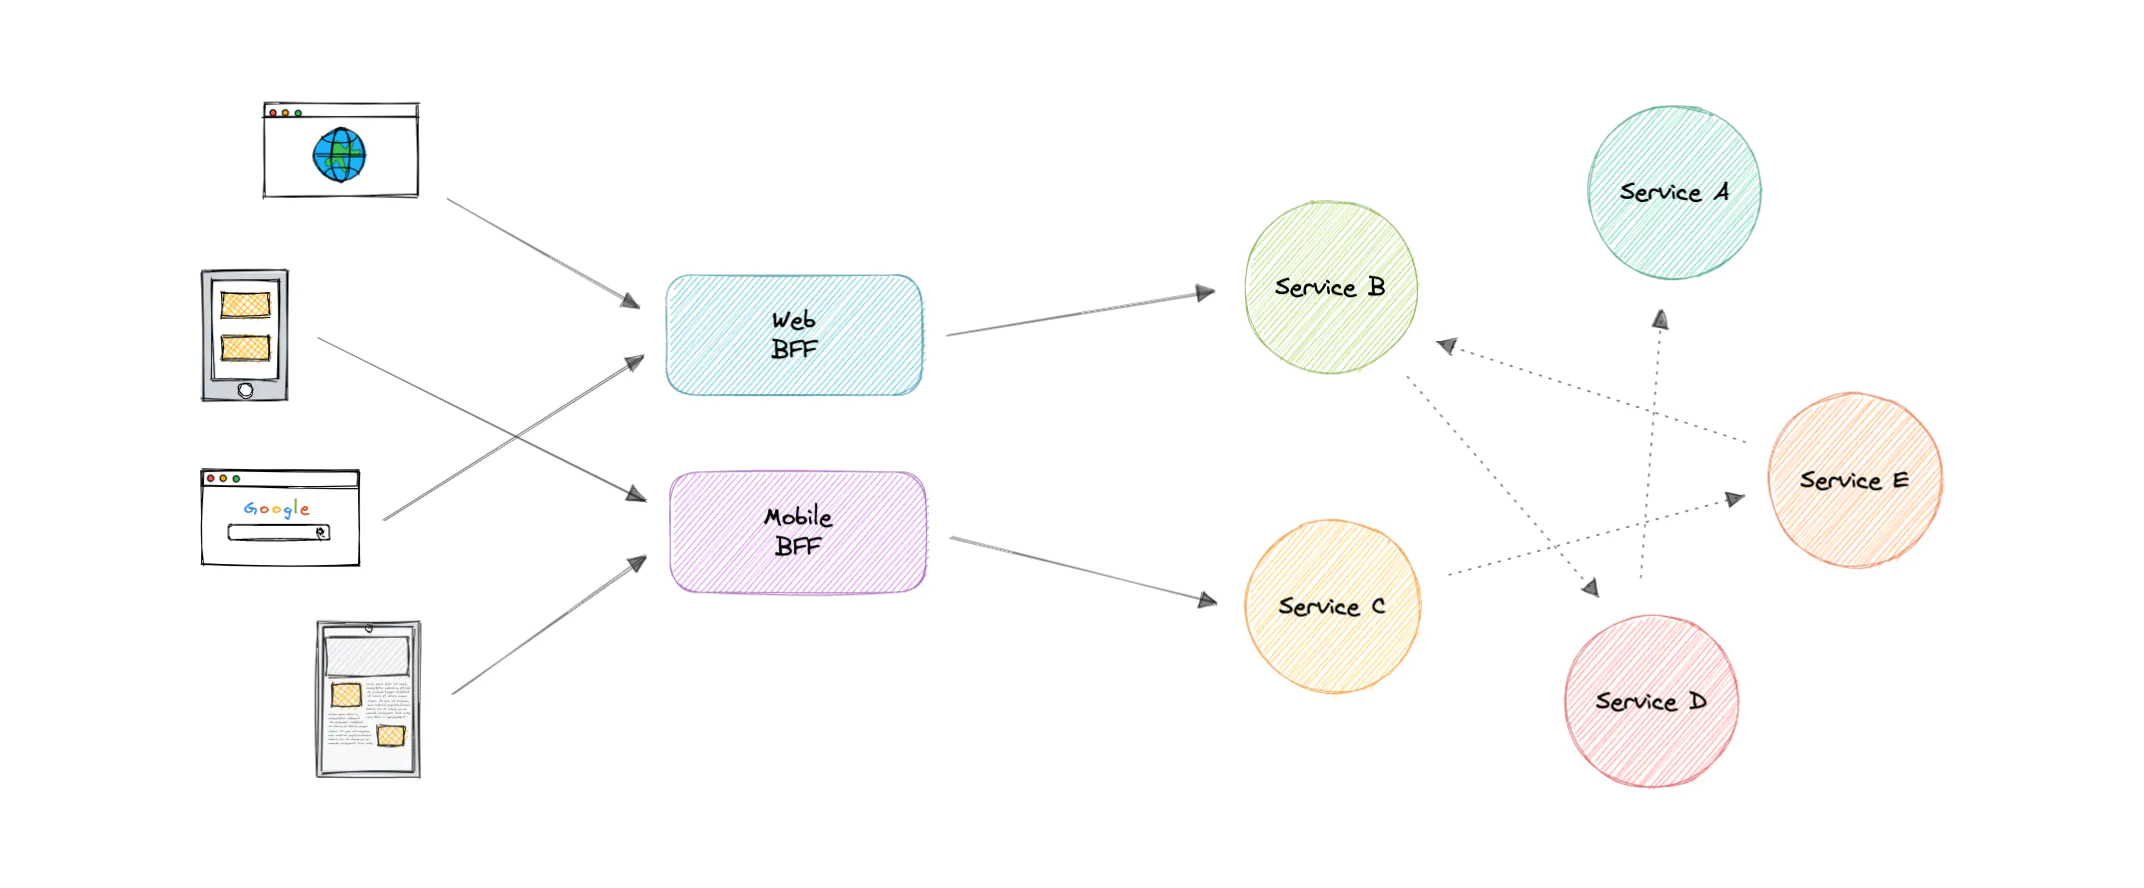 Google
Web
BFF
Mobile
BFF
Service A
Service B
Service E
Service C
Service D